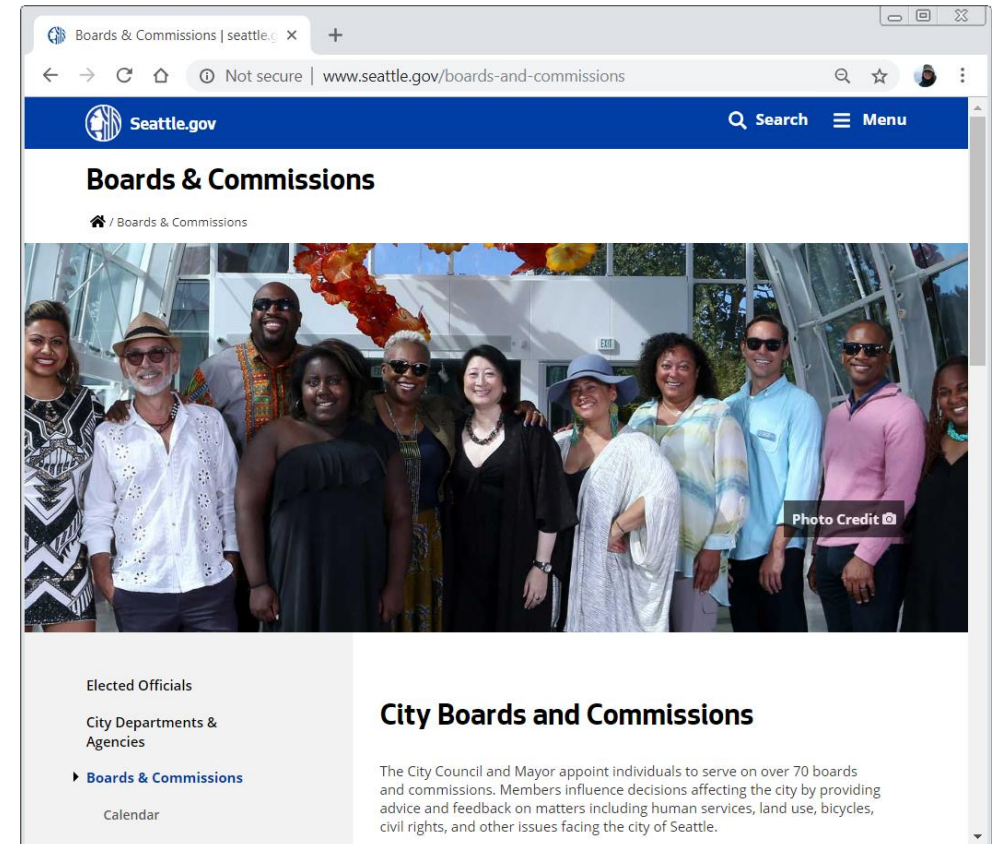 Boards & Commissions | seattle.g
Not secure | www.seattle.gov/boards-and-commissions
Seattle.gov
Search
Menu
Boards & Commissions
/ Boards & Commissions
EXIT
Photo Credit
Elected Officials
City Departments &
Agencies
Boards & Commissions
Calendar
City Boards and Commissions
The City Council and Mayor appoint individuals to serve on over 70 boards
and commissions. Members influence decisions affecting the city by providing
advice and feedback on matters including human services, land use, bicycles,
civil rights, and other issues facing the city of Seattle.